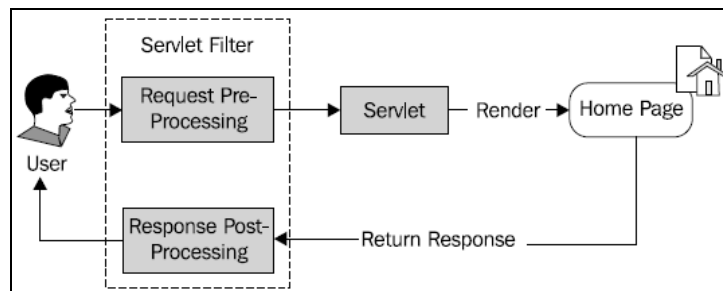 Servlet Filter
Request Pre-
Processing
Servlet
Render
Home Page
User
Response Post-
Processing
Return Response